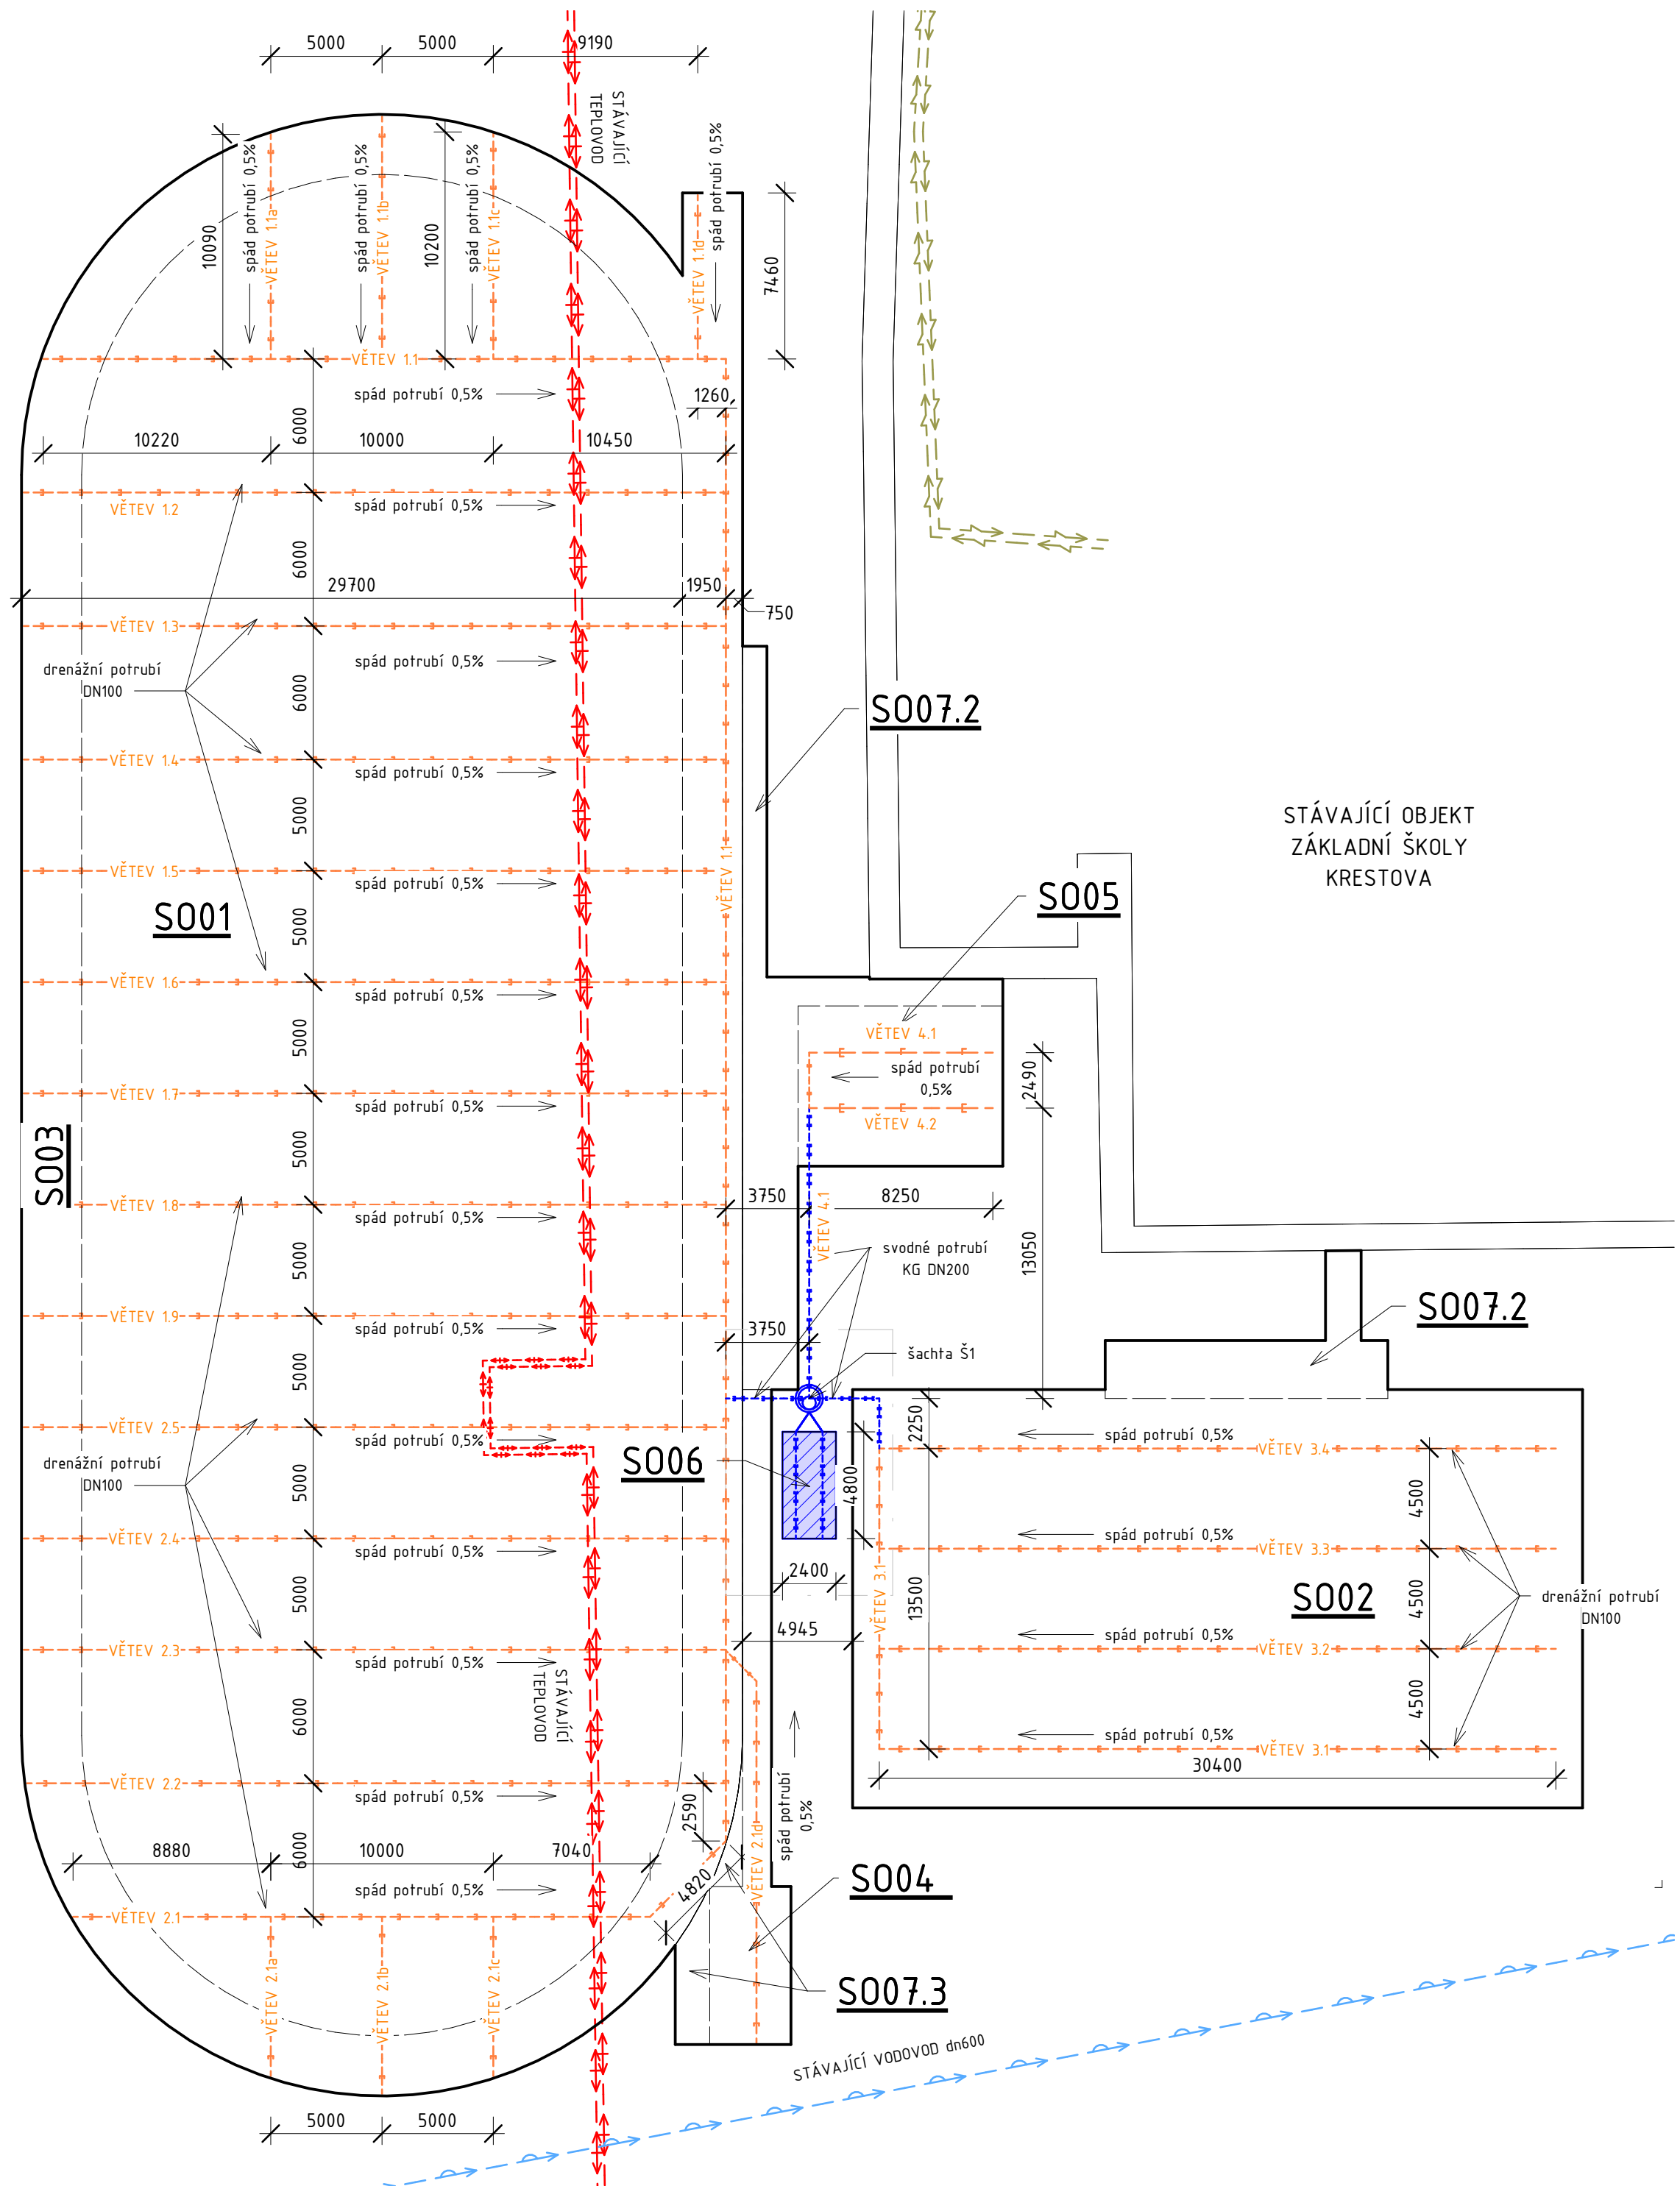 5000
5000
9190
STÁVAJÍCÍ
TEPLOVOD
10090
spád potrubí 0,5%
VĚTEV 1.1a
spád potrubí 0,5%
VĚTEV 1.1b
10200
spád potrubí 0,5%
VĚTEV 1.1c
VĚTEV 1.1d
spád potrubí 0,5%
7460
VĚTEV 1.1
spád potrubí 0,5%
1260
6000
10220
10000
10450
VĚTEV 1.2
spád potrubí 0,5%
6000
29700
1950
750
VĚTEV 1.3
spád potrubí 0,5%
drenážní potrubí
DN100
6000
SO07.2
VĚTEV 1.4
spád potrubí 0,5%
5000
STÁVAJÍCÍ OBJEKT
ZÁKLADNÍ ŠKOLY
KRESTOVA
VĚTEV 1.5
spád potrubí 0,5%
VĚTEV 1.1
SO05
SO01
5000
VĚTEV 1.6
spád potrubí 0,5%
5000
VĚTEV 4.1
spád potrubí
0,5%
2490
VĚTEV 4.2
VĚTEV 1.7
spád potrubí 0,5%
SO03
5000
VĚTEV 1.8
spád potrubí 0,5%
3750
8250
VĚTEV 4.1
svodné potrubí
KG DN200
13050
5000
VĚTEV 1.9
spád potrubí 0,5%
3750
SO07.2
šachta Š1
5000
VĚTEV 2.5
spád potrubí 0,5%
2250
spád potrubí 0,5%
VĚTEV 3.4
drenážní potrubí
DN100
5000
SO06
4800
4500
VĚTEV 2.4
spád potrubí 0,5%
spád potrubí 0,5%
VĚTEV 3.3
2400
5000
VĚTEV 3.1
13500
SO02
4500
drenážní potrubí
DN100
4945
VĚTEV 2.3
spád potrubí 0,5%
spád potrubí 0,5%
VĚTEV 3.2
STÁVAJÍCÍ
TEPLOVOD
6000
4500
spád potrubí 0,5%
VĚTEV 3.1
30400
VĚTEV 2.2
spád potrubí 0,5%
2590
spád potrubí
0,5%
6000
8880
10000
7040
4820
VĚTEV 2.1d
SO04
spád potrubí 0,5%
VĚTEV 2.1
VĚTEV 2.1a
VĚTEV 2.1b
VĚTEV 2.1c
SO07.3
STÁVAJÍCÍ VODOVOD dn600
5000
5000